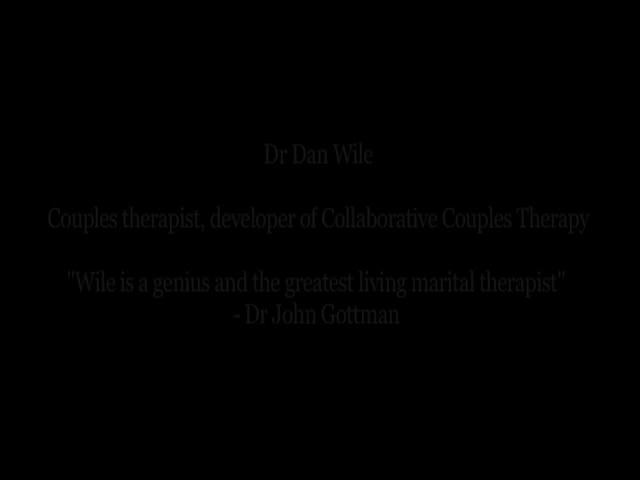 Dr Dan Wile
Couples therapist, developer of Collaborative Couples Therapy
"Wile is a genius and the greatest living marital therapist"
- Dr John Gottman